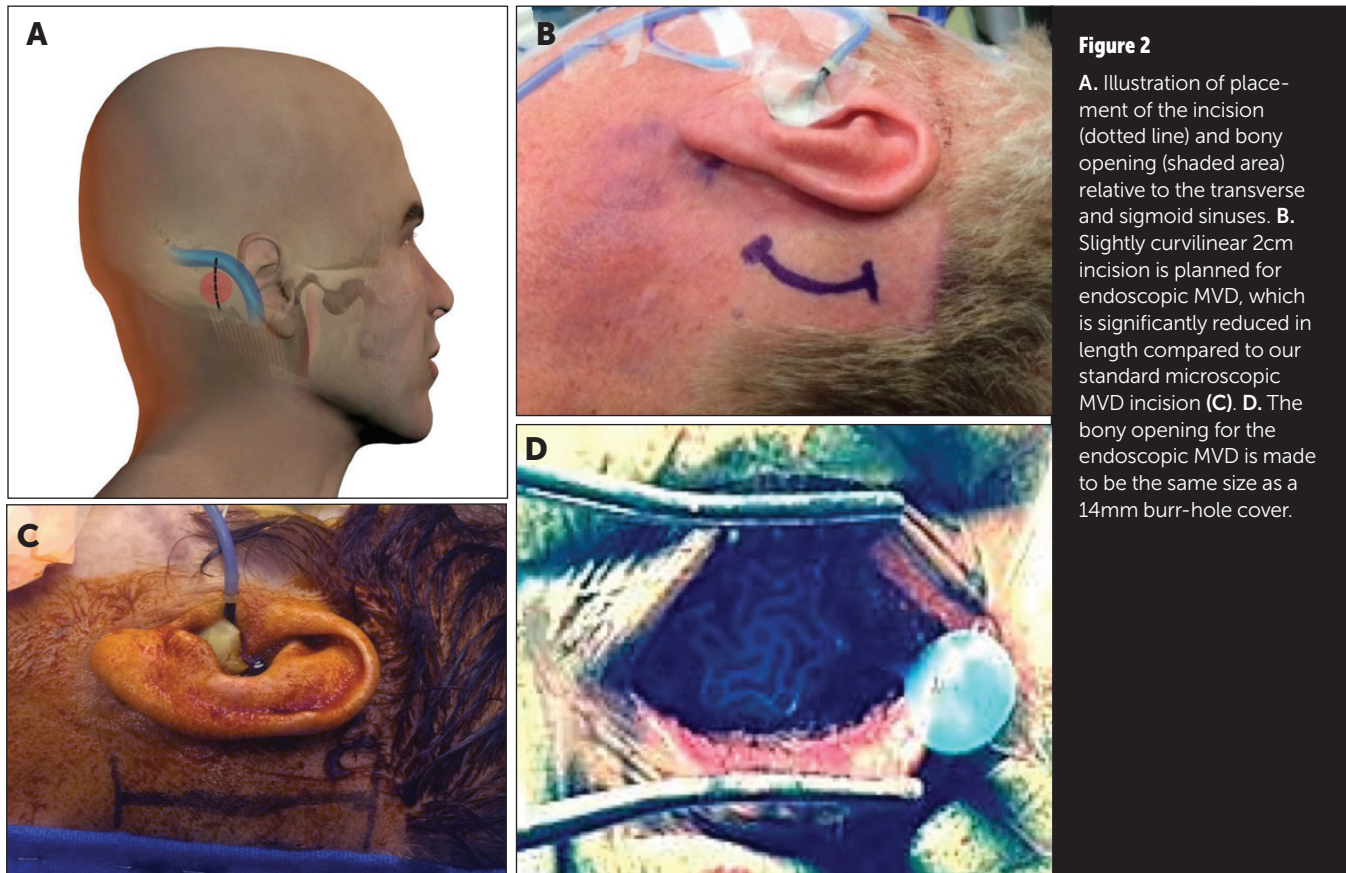 A
B
C
D
Figure 2
A. Illustration of place-
ment of the incision
(dotted line) and bony
opening (shaded area)
relative to the transverse
and sigmoid sinuses. B.
Slightly curvilinear 2cm
incision is planned for
endoscopic MVD, which
is significantly reduced in
length compared to our
standard microscopic
MVD incision (C). D. The
bony opening for the
endoscopic MVD is made
to be the same size as a
14mm burr-hole cover.